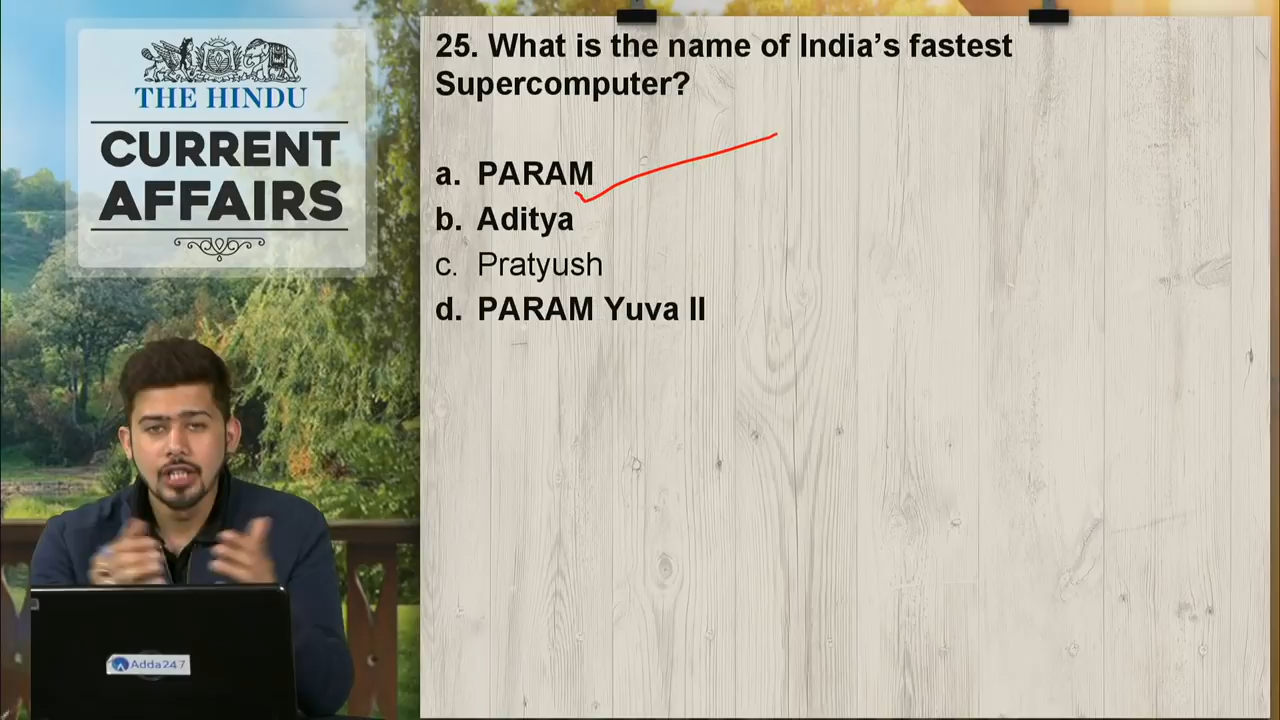 THE HINDU
CURRENT
AFFAIRS
25. What is the name of India’s fastest
Supercomputer?
a. PARAM
b. Aditya
c. Pratyush
d. PARAM Yuva II
Adda247